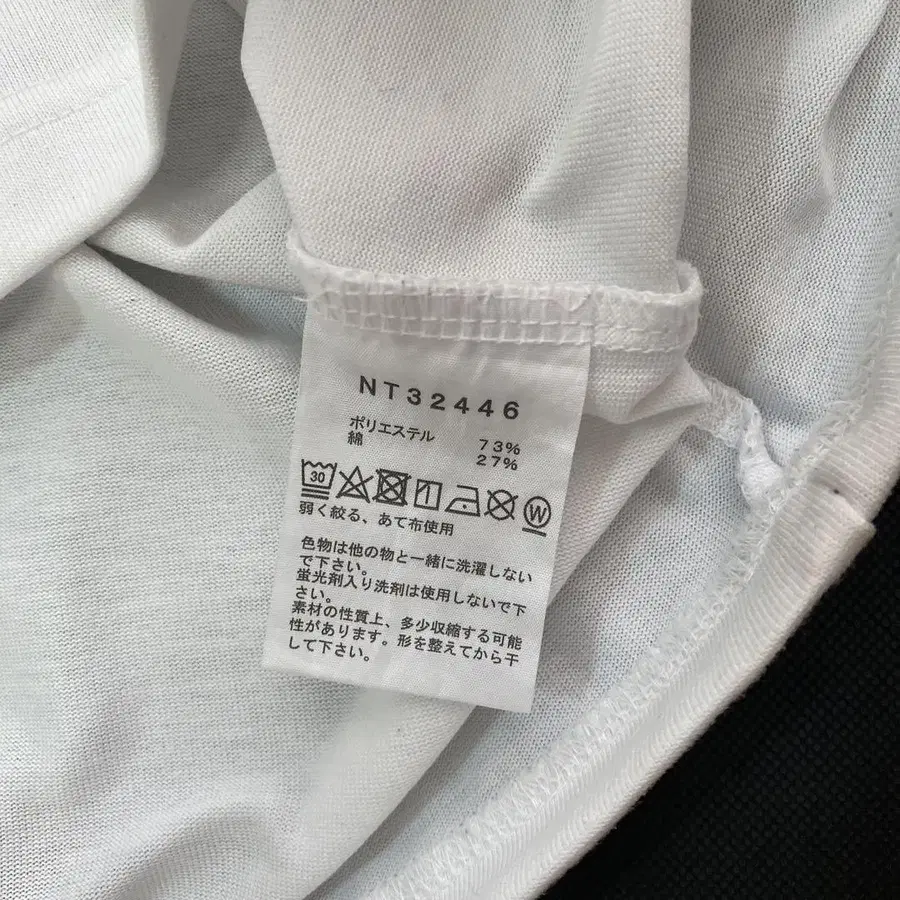 NT32446
ポリエステル 73%
綿 27%
30
W
弱く絞る、あて布使用
色物は他の物と一緒に洗濯しない
で下さい。
蛍光剤入り洗剤は使用しないで下
さい。
素材の性質上、多少収縮する可能
性があります。形を整えてから干
して下さい。